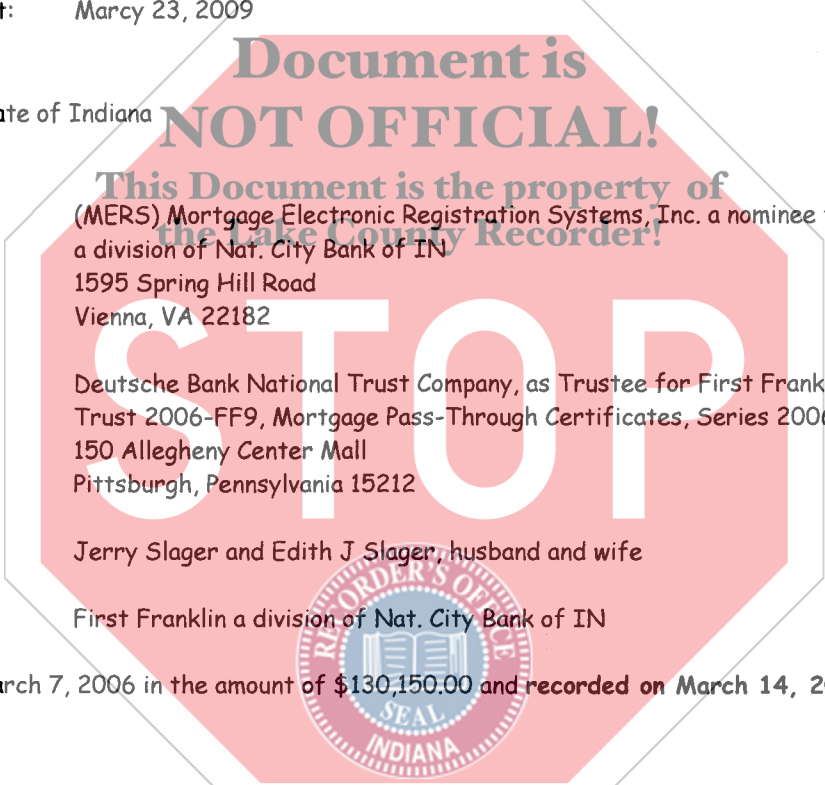 t: Marcy 23, 2009
Document is
ate of Indiana NOT OFFICIAL!
This Document is the property of
(MERS) Mortgage Electronic Registration Systems, Inc. a nominee
the Lake County Recorder!
a division of Nat. City Bank of IN
1595 Spring Hill Road
Vienna, VA 22182
STOP
Deutsche Bank National Trust Company, as Trustee for First Frank
Trust 2006-FF9, Mortgage Pass-Through Certificates, Series 2006
150 Allegheny Center Mall
Pittsburgh, Pennsylvania 15212
Jerry Slager and Edith J Slager, husband and wife
First Franklin a division of Nat. City Bank of IN
RECORDER'S OFFICE
arch 7, 2006 in the amount of $130,150.00 and recorded on March 14, 2
SEAL
INDIANA